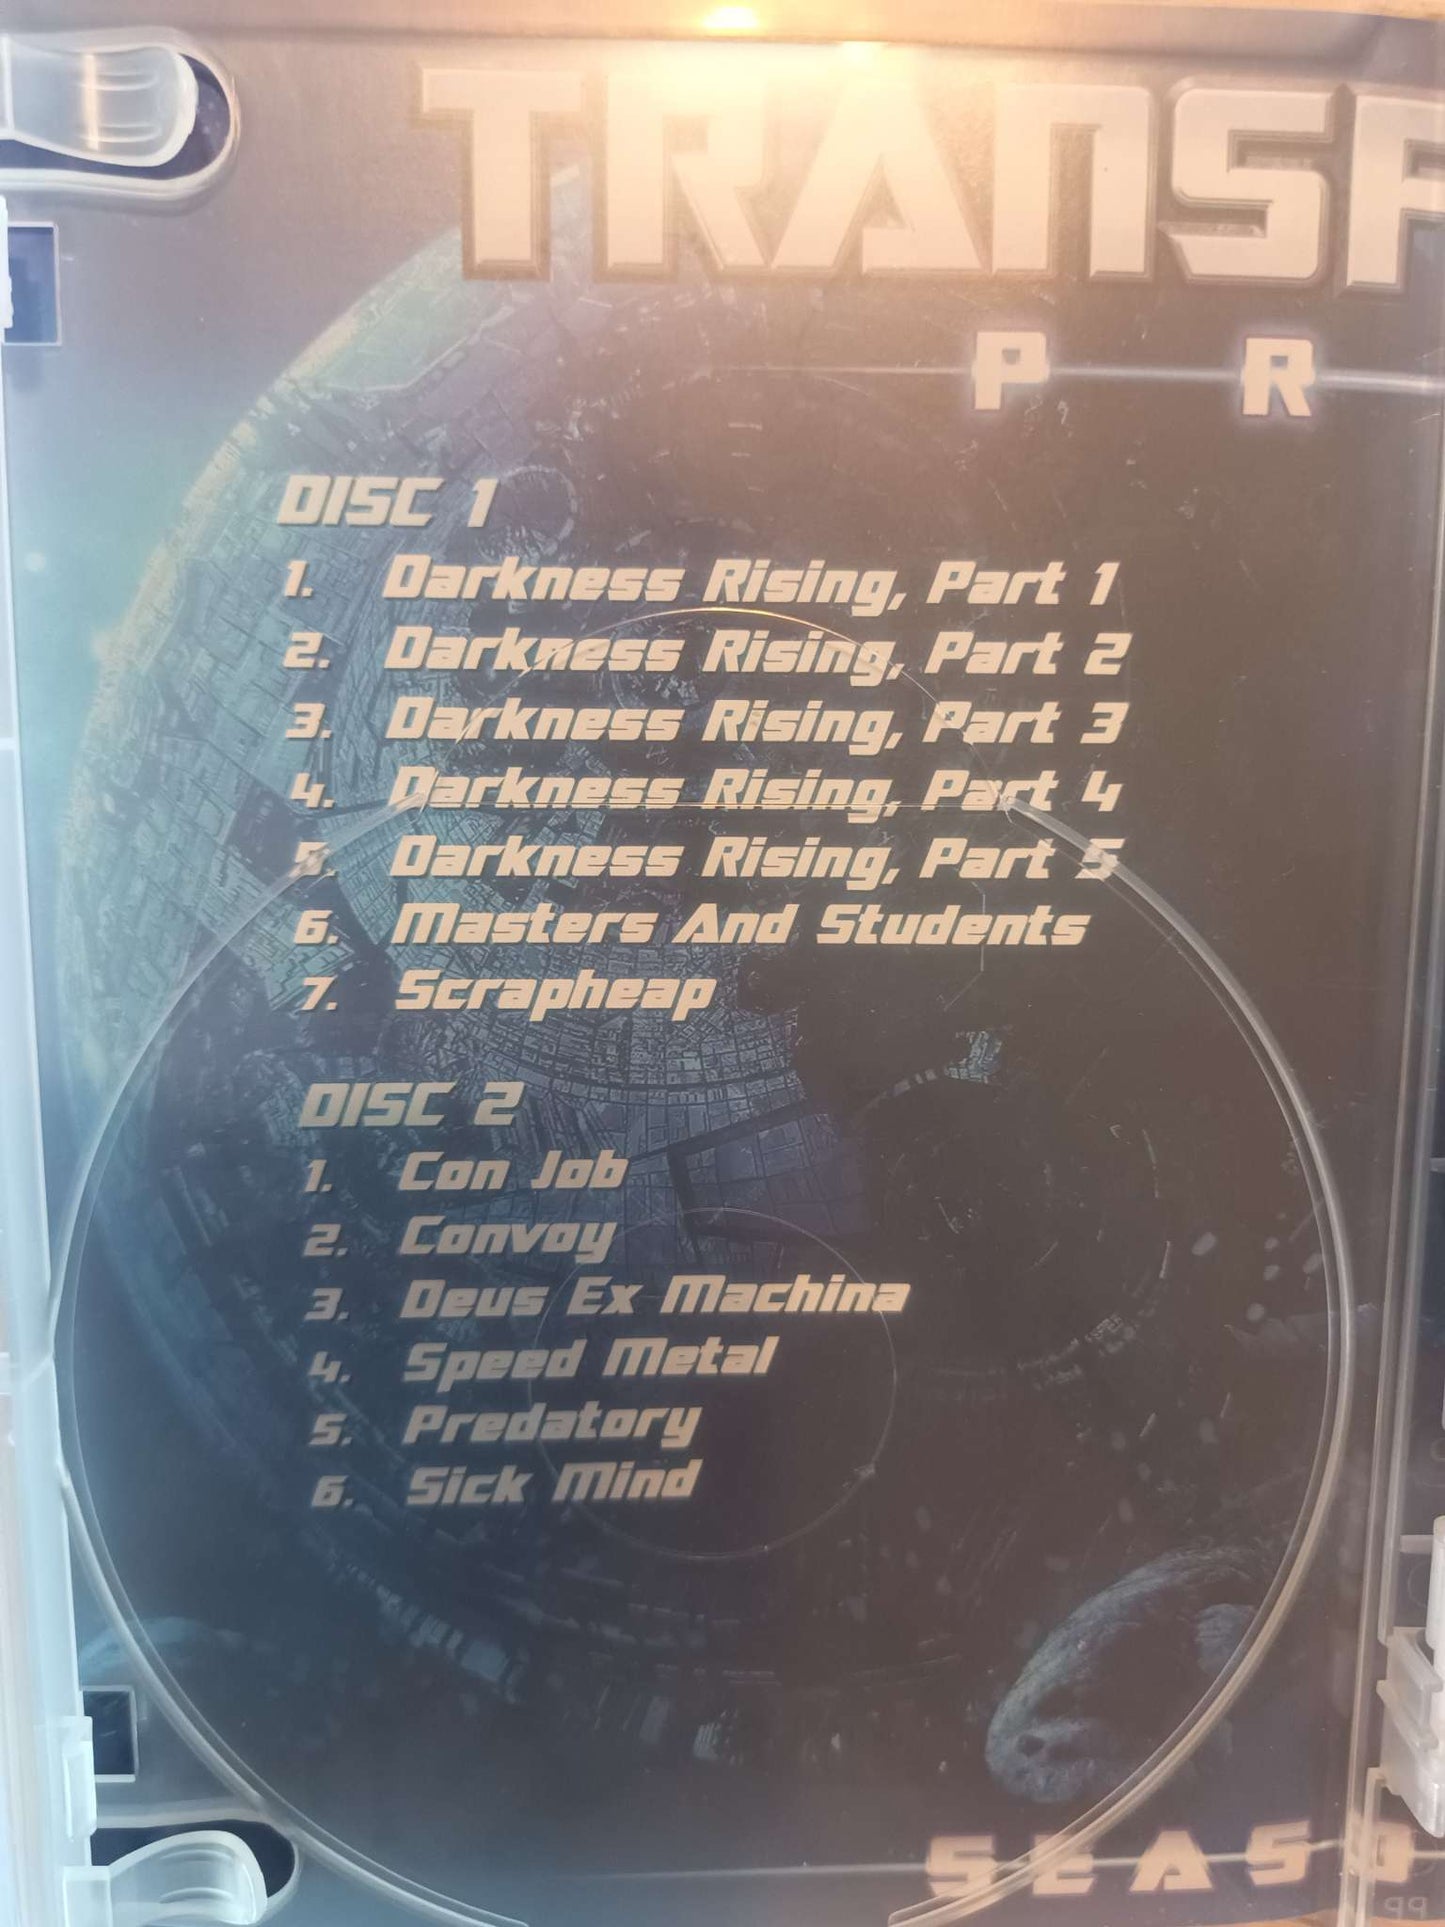 TRANSF
P R
DISC 1
1. Darkness Rising, Part 1
2. Darkness Rising, Part 2
3. Darkness Rising, Part 3
4. Darkness Rising, Part 4
5. Darkness Rising, Part 5
6. Masters And Students
7. Scrapheap
DISC 2
1. Con Job
2. Convoy
3. Deus Ex Machina
4. Speed Metal
5. Predatory
6. Sick Mind
SEASO